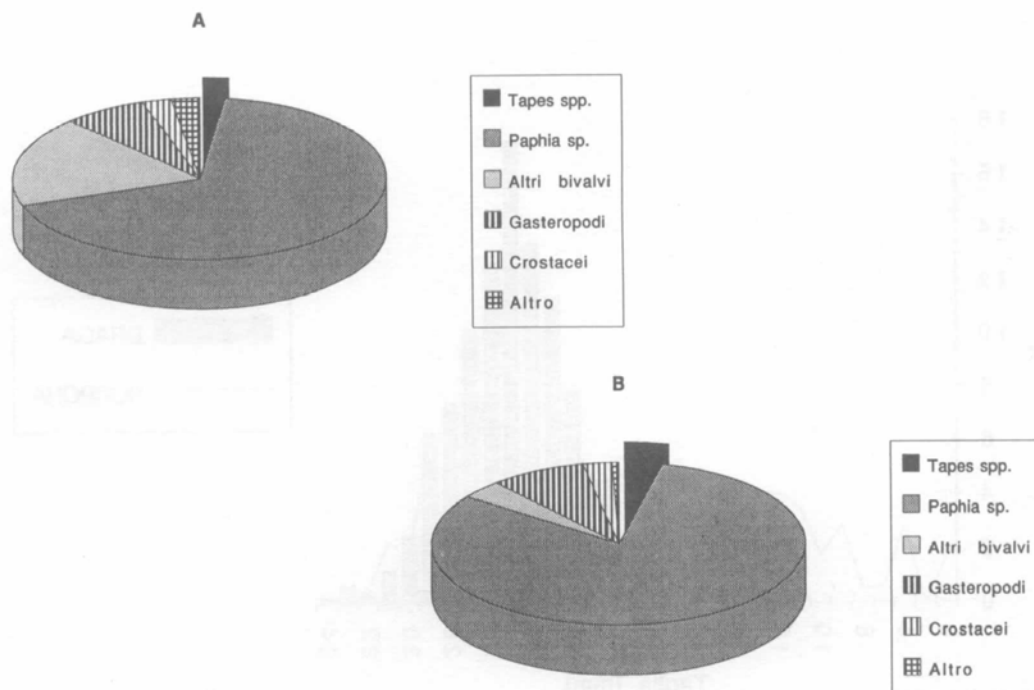 A
Tapes spp.
Paphia sp.
Altri bivalvi
Gasteropodi
Crostacei
Altro
B
Tapes spp.
Paphia sp.
Altri bivalvi
Gasteropodi
Crostacei
Altro